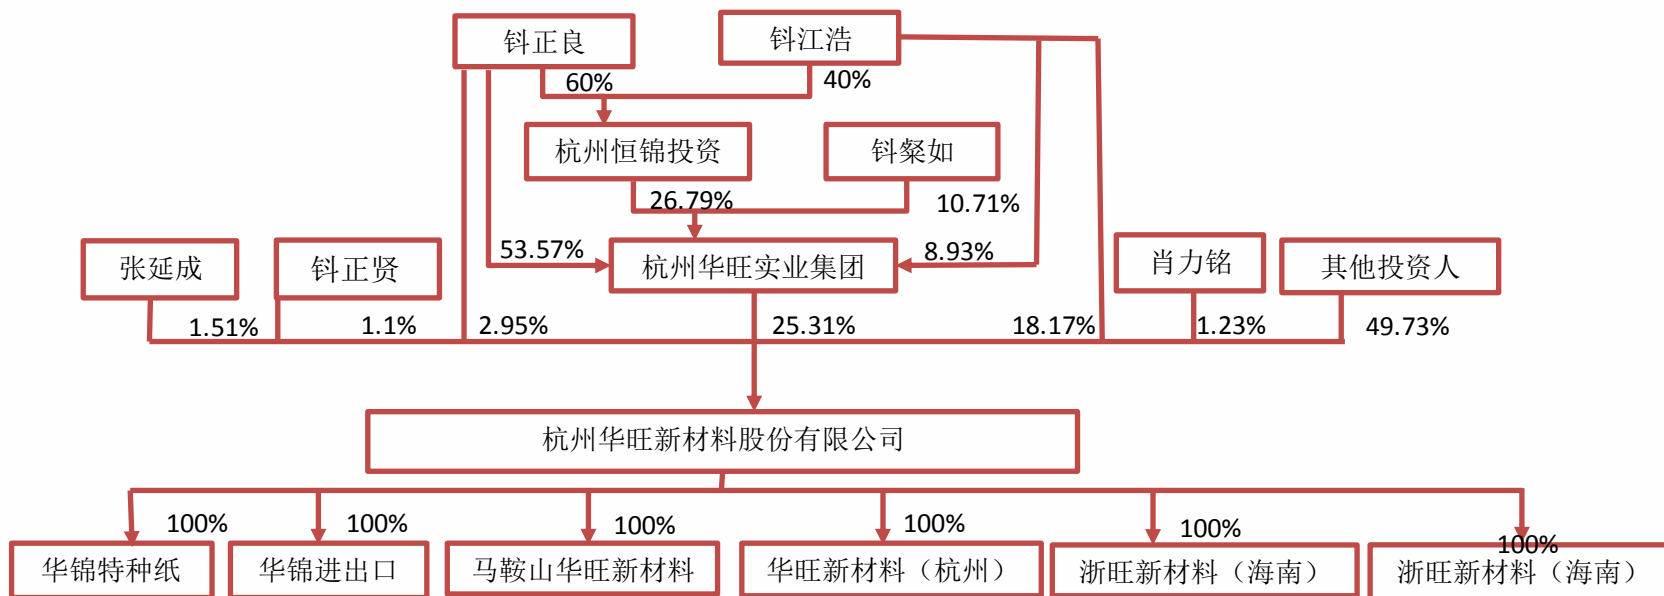 钭正良
钭江浩
60%
40%
杭州恒锦投资
钭粲如
26.79%
10.71%
张延成
钭正贤
53.57%
杭州华旺实业集团
8.93%
肖力铭
其他投资人
1.51%
1.1%
2.95%
25.31%
18.17%
1.23%
49.73%
杭州华旺新材料股份有限公司
100%
100%
100%
100%
100%
100%
华锦特种纸
华锦进出口
马鞍山华旺新材料
华旺新材料（杭州）
浙旺新材料（海南）
浙旺新材料（海南）